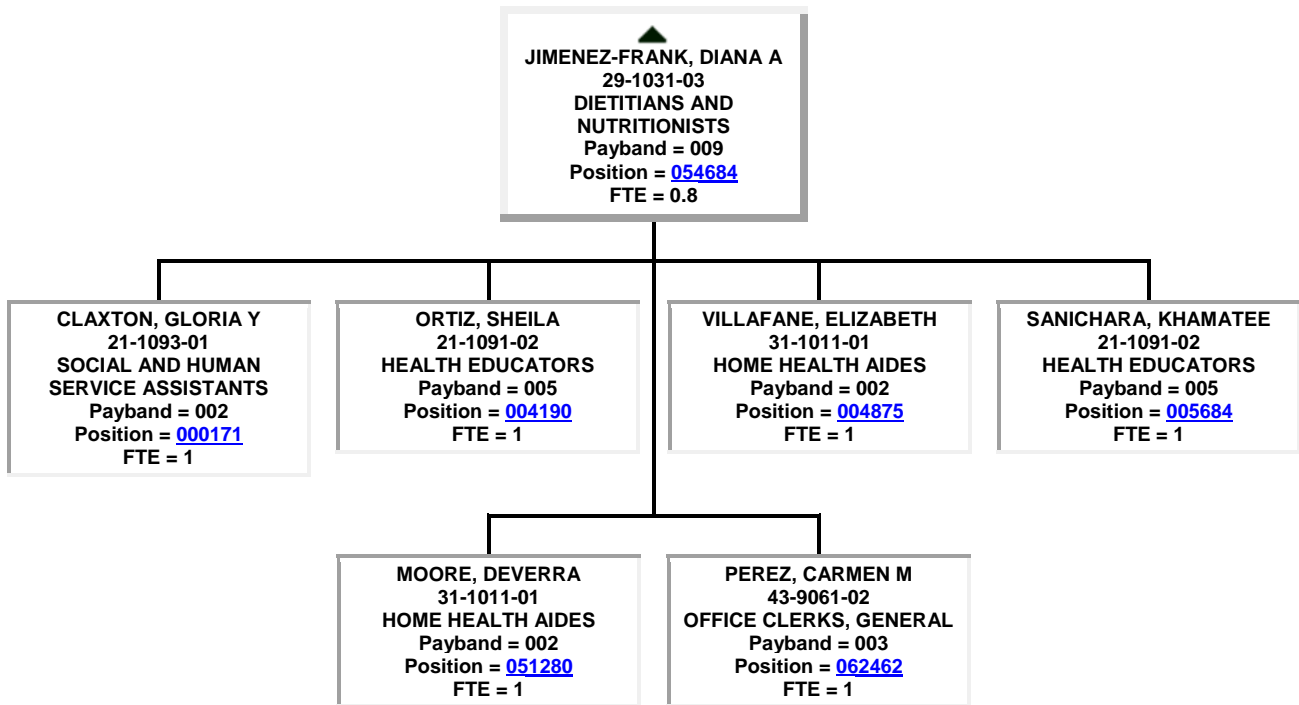 JIMENEZ-FRANK, DIANA A
29-1031-03
DIETITIANS AND
NUTRITIONISTS
Payband = 009
Position = 054684
FTE = 0.8
CLAXTON, GLORIA Y
21-1093-01
SOCIAL AND HUMAN
SERVICE ASSISTANTS
Payband = 002
Position = 000171
FTE = 1
ORTIZ, SHEILA
21-1091-02
HEALTH EDUCATORS
Payband = 005
Position = 004190
FTE = 1
VILLAFANE, ELIZABETH
31-1011-01
HOME HEALTH AIDES
Payband = 002
Position = 004875
FTE = 1
SANICHARA, KHAMATEE
21-1091-02
HEALTH EDUCATORS
Payband = 005
Position = 005684
FTE = 1
MOORE, DEVERRA
31-1011-01
HOME HEALTH AIDES
Payband = 002
Position = 051280
FTE = 1
PEREZ, CARMEN M
43-9061-02
OFFICE CLERKS, GENERAL
Payband = 003
Position = 062462
FTE = 1